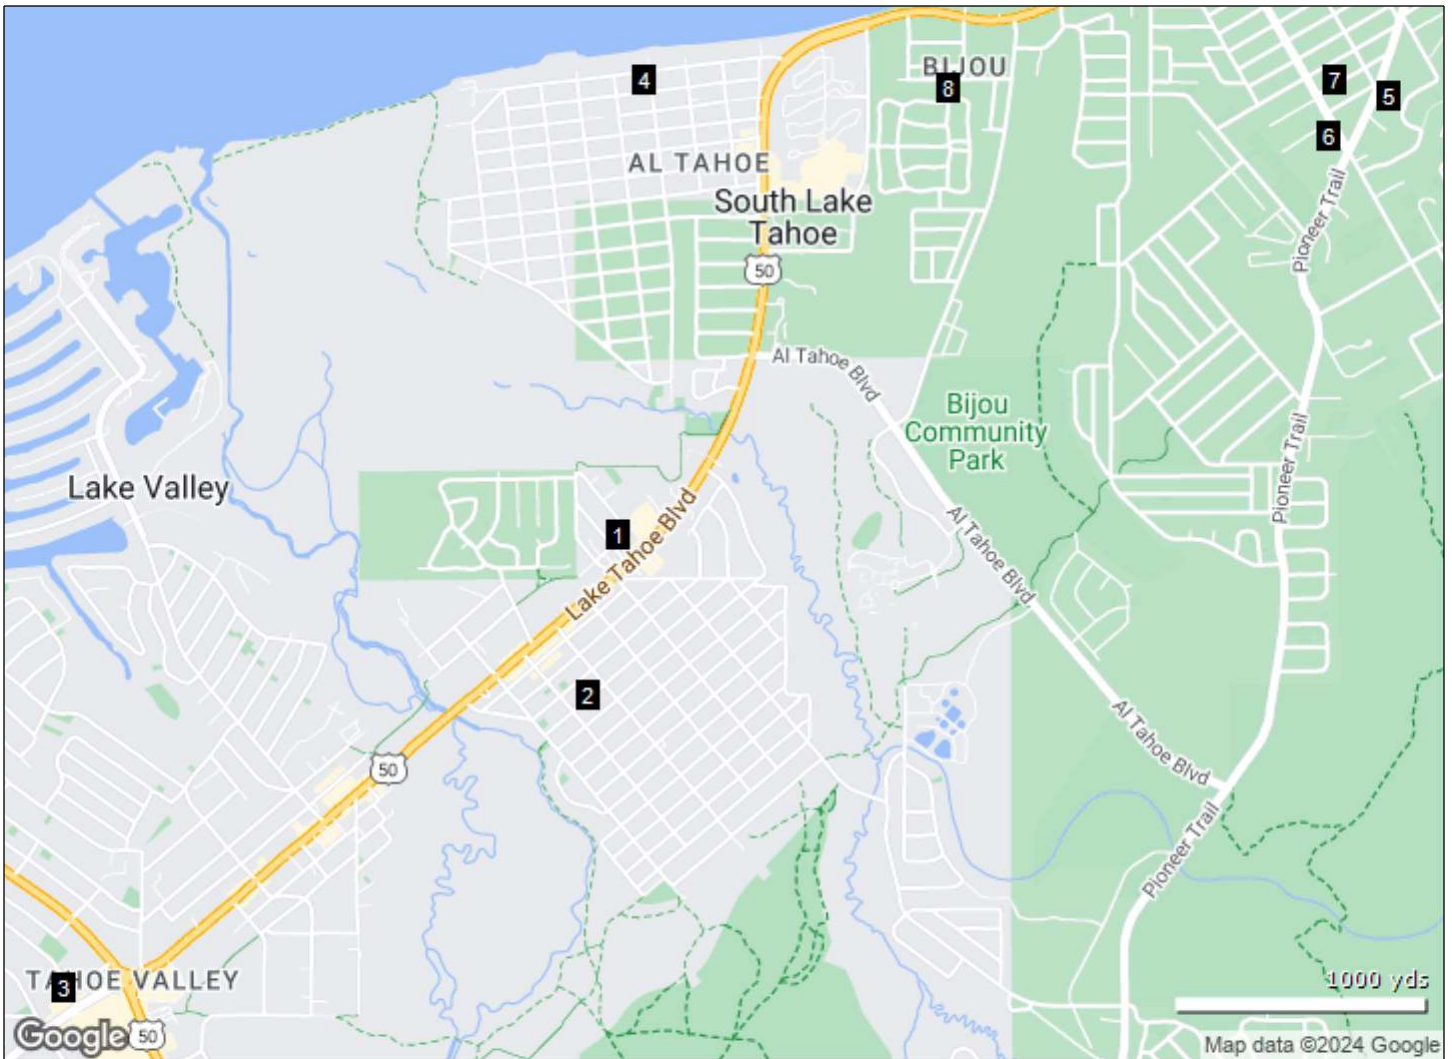 BIJOU
4
7
8
5
6
AL TAHOE
South Lake
Tahoe
Pioneer Trail
50
Al Tahoe Blvd
Bijou
Community
Park
Pioneer Trail
Lake Valley
1
Lake Tahoe Blvd
Al Tahoe Blvd
2
Al Tahoe Blvd
50
Pioneer Trail
TAHOE VALLEY
3
1000 yds
Google
50
Map data ©2024 Google